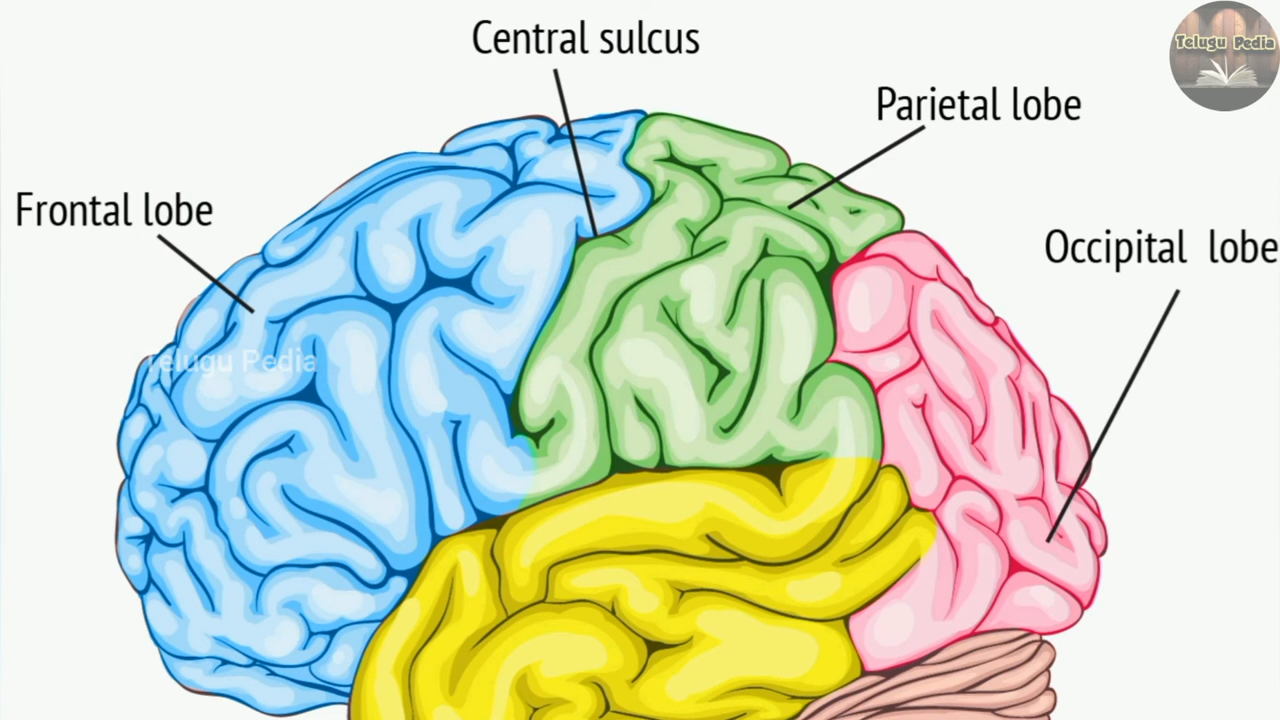 Central sulcus
Telugu Pedia
Parietal lobe
Frontal lobe
Occipital lobe
Telugu Pedia